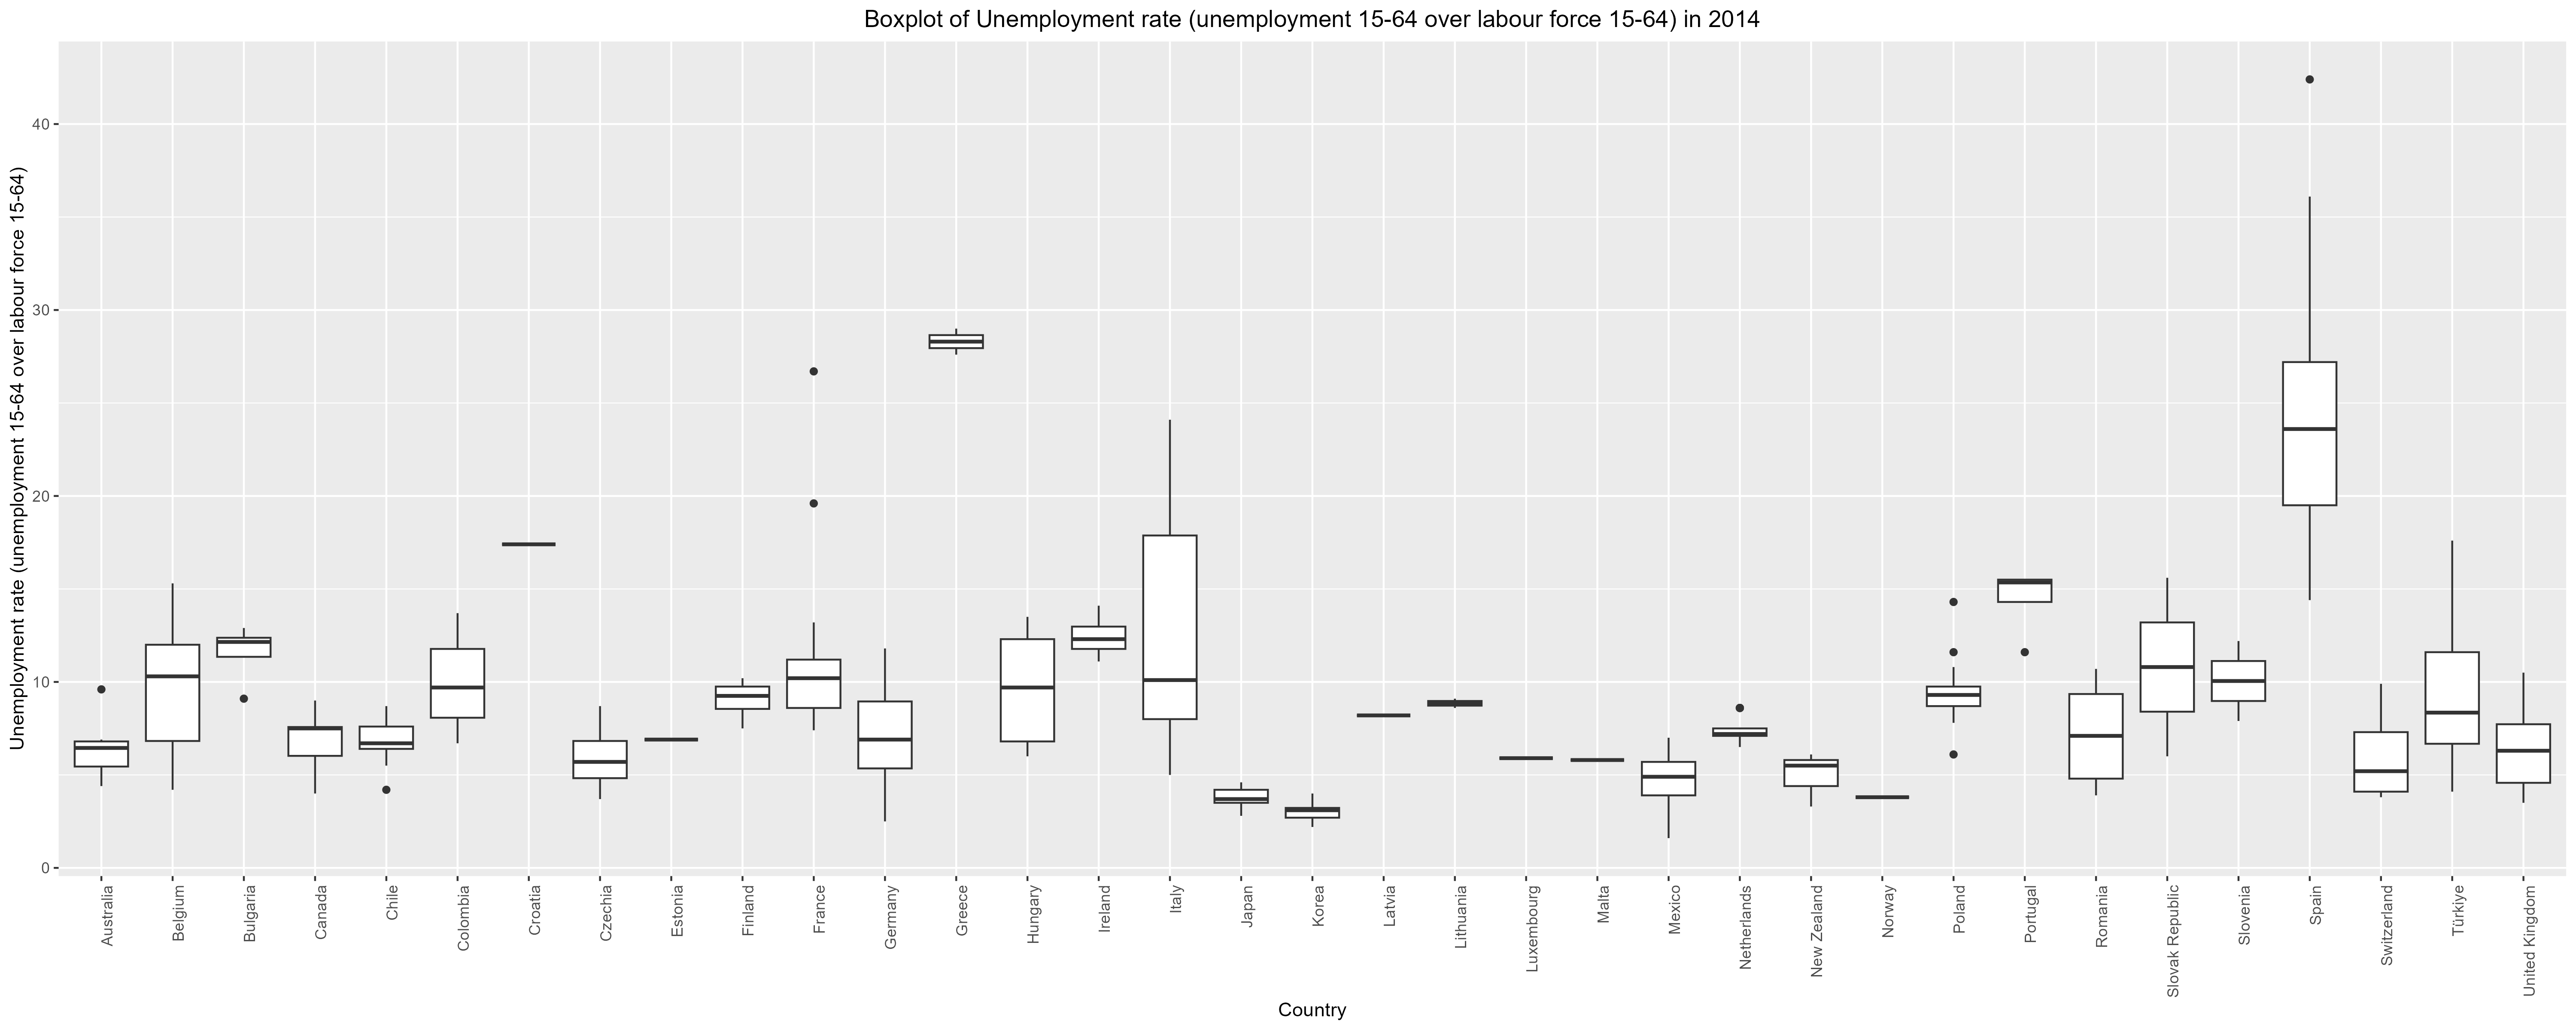 Boxplot of Unemployment rate (unemployment 15-64 over labour force 15-64) in 2014
Unemployment rate (unemployment 15-64 over labour force 15-64)
40
30
20
10
0
Australia
Belgium
Bulgaria
Canada
Chile
Colombia
Croatia
Czechia
Estonia
Finland
France
Germany
Greece
Hungary
Ireland
Italy
Japan
Korea
Latvia
Lithuania
Luxembourg
Malta
Mexico
Netherlands
New Zealand
Norway
Poland
Portugal
Romania
Slovak Republic
Slovenia
Spain
Switzerland
Türkiye
United Kingdom
Country